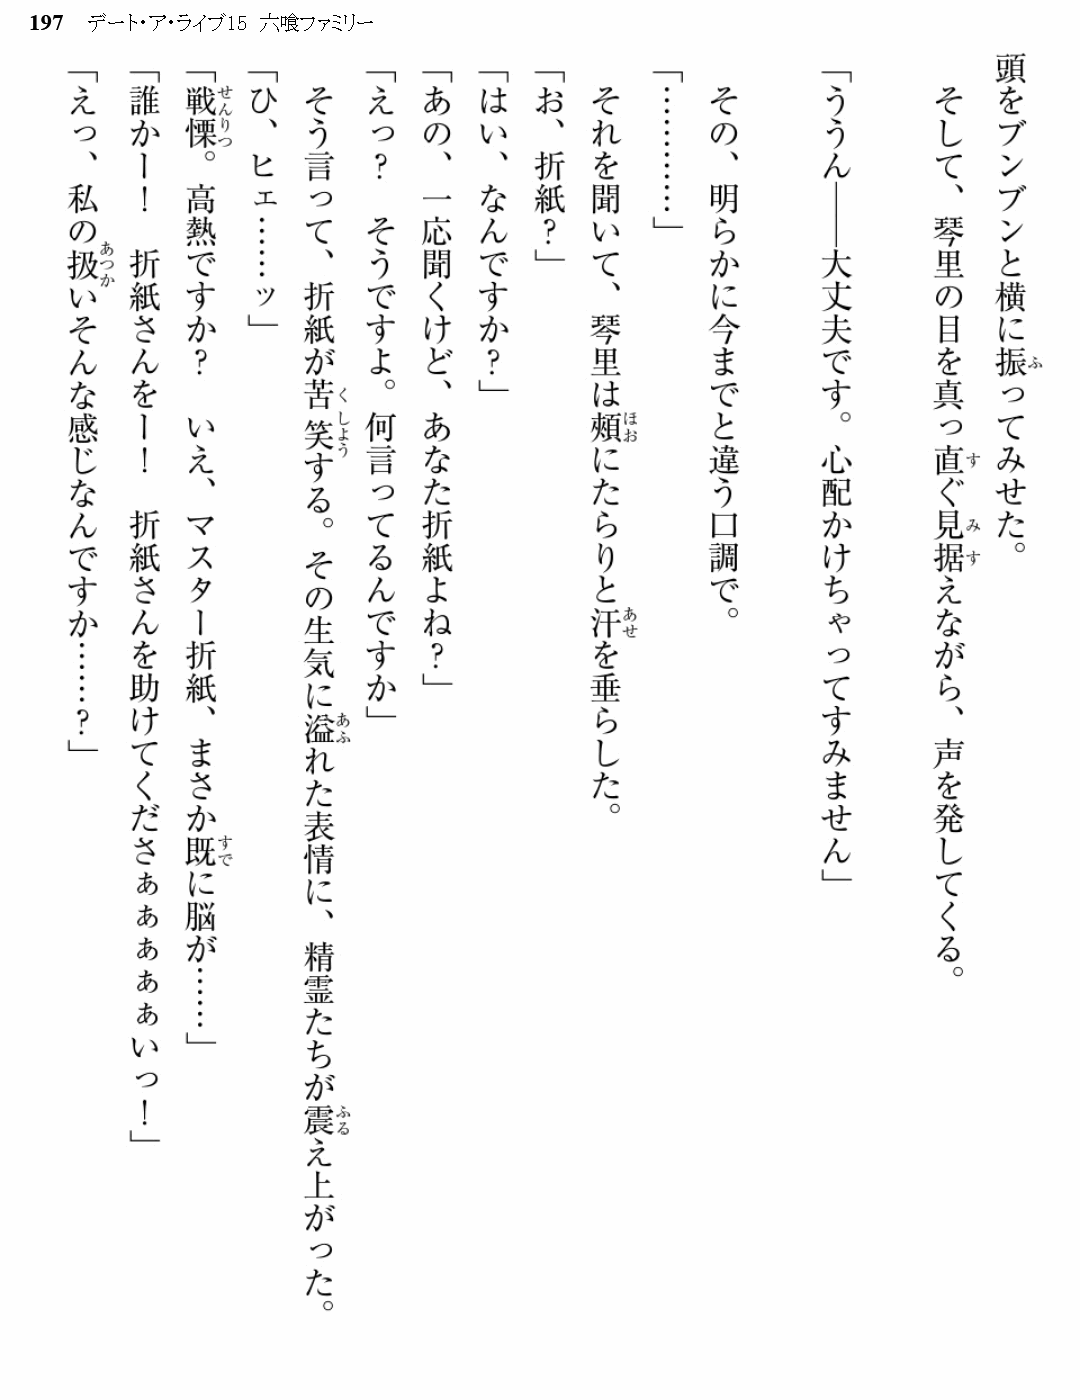 197 デート・ア・ライブ15 六喰ファミリー
頭をブンブンと横に振ってみせた。
そして、琴里の目を真っ直ぐ見据えながら、声を発してくる。
「ううん――大丈夫です。心配かけちゃってすみません」
その、明らかに今までと違う口調で。
「…………」
それを聞いて、琴里は頰にたらりと汗を垂らした。
「お、折紙？」
「はい、なんですか？」
「あの、一応聞くけど、あなた折紙よね？」
「えっ？　そうですよ。何言ってるんですか」
そう言って、折紙が苦笑する。その生気に溢れた表情に、精霊たちが震え上がった。
「ひ、ヒェ……ッ」
「戦慄。高熱ですか？　いえ、マスター折紙、まさか既に脳が……」
「誰かー！　折紙さんをー！　折紙さんを助けてくださぁぁぁぁぁいっ！」
「えっ、私の扱いそんな感じなんですか……？」